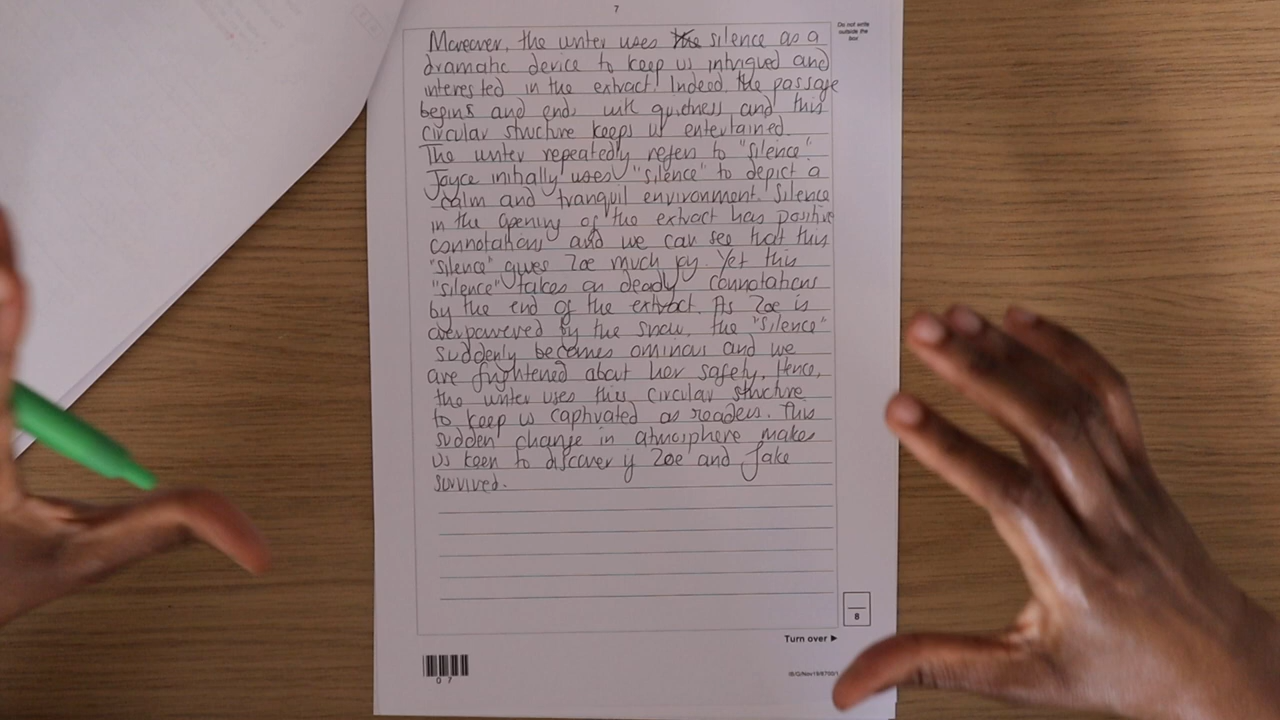 7
Do not write
outside the
box
Moreover, the writer uses the silence as a
dramatic device to keep us intrigued and
interested in the extract. Indeed, the passage
begins and ends with quietness and this
circular structure keeps us entertained.
The writer repeatedly refers to "silence".
Joyce initially uses "silence" to depict a
calm and tranquil environment. Silence
in the opening of the extract has positive
connotations and we can see that this
"silence" gives Zoe much joy. Yet this
"silence" takes on deadly connotations
by the end of the extract. As Zoe is
overpowered by the snow, the "silence"
suddenly becomes ominous and we
are frightened about her safety. Hence,
the writer uses this circular structure
to keep us captivated as readers. This
sudden change in atmosphere makes
us keen to discover if Zoe and Jake
survived.
8
Turn over ►
0 7
IB/G/Nov19/8700/1